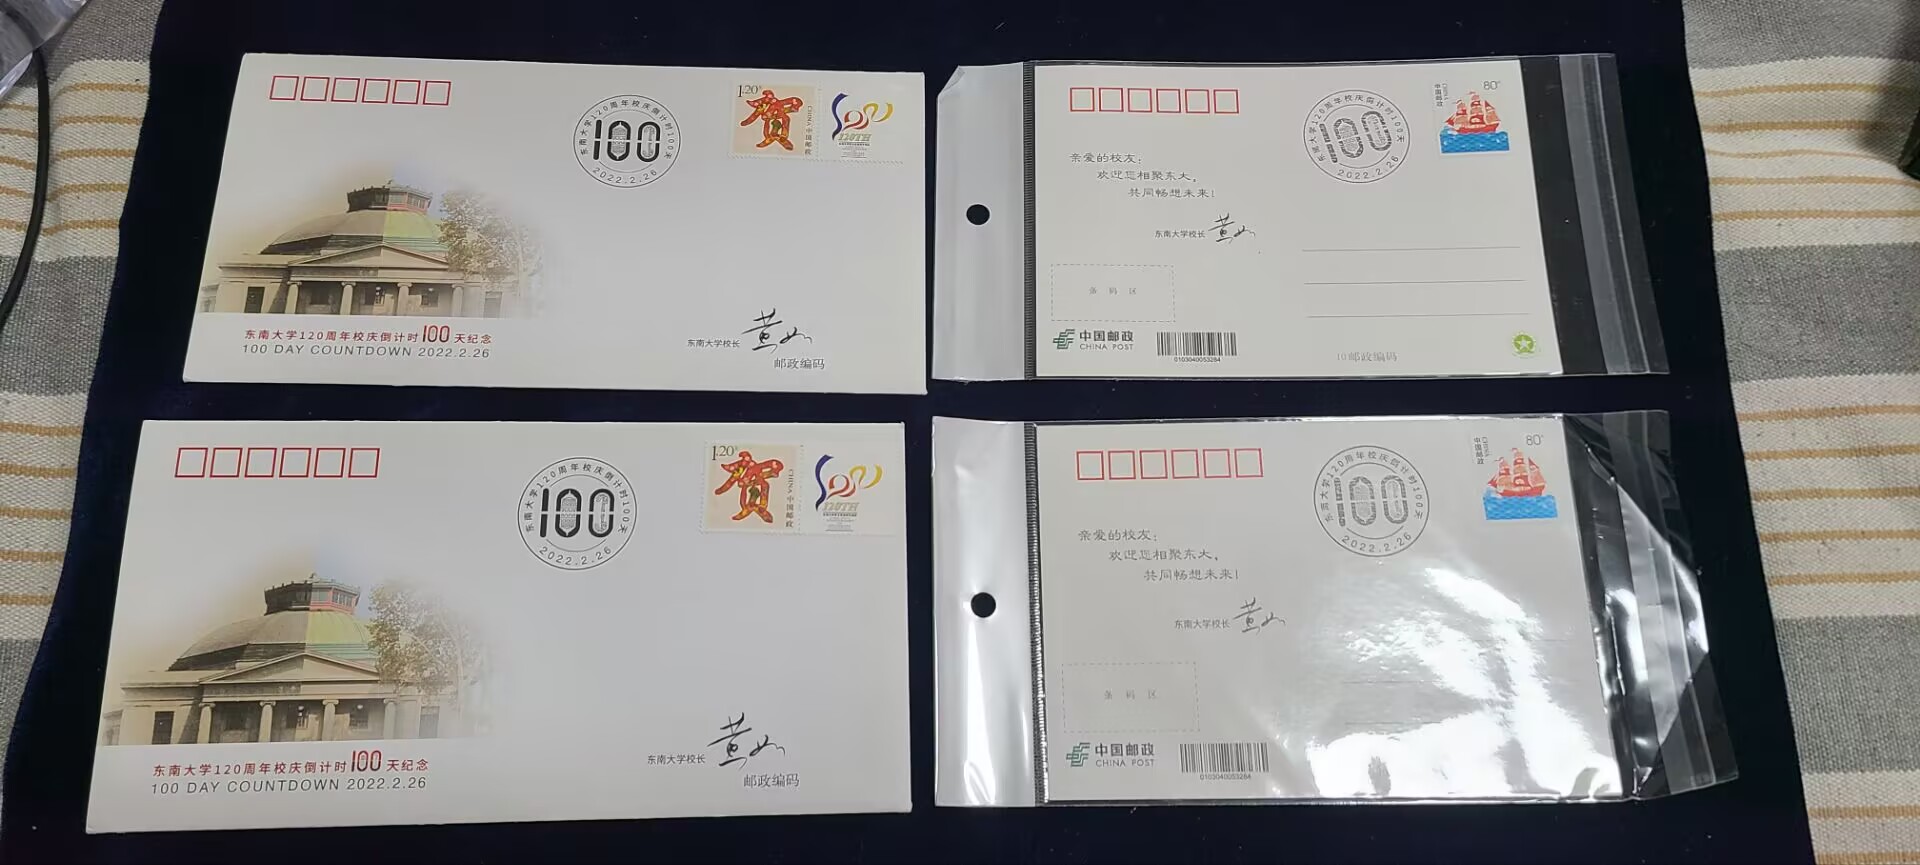 东南大学120周年校庆倒计时100天
100
2022.2.26
1.20元
CHINA 中国邮政
120TH
东南大学120周年校庆倒计时100天纪念
100 DAY COUNTDOWN 2022.2.26
东南大学校长
邮政编码
东南大学120周年校庆倒计时100天
100
2022.2.26
中国邮政
CHINA
80分
亲爱的校友：
欢迎您相聚东大，
共同畅想未来！
东南大学校长
条 码 区
中国邮政
CHINA POST
0103040053284
邮政编码
东南大学120周年校庆倒计时100天
100
2022.2.26
1.20元
CHINA 中国邮政
120TH
东南大学120周年校庆倒计时100天纪念
100 DAY COUNTDOWN 2022.2.26
东南大学校长
邮政编码
东南大学120周年校庆倒计时100天
100
2022.2.26
中国邮政
CHINA
80分
亲爱的校友：
欢迎您相聚东大，
共同畅想未来！
东南大学校长
条 码 区
中国邮政
CHINA POST
0103040053284